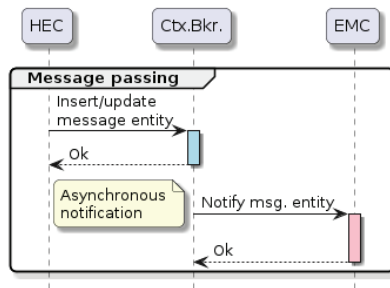 HEC
Ctx.Bkr.
EMC
Message passing
Insert/update
message entity
Ok
Asynchronous
notification
Notify msg. entity
Ok